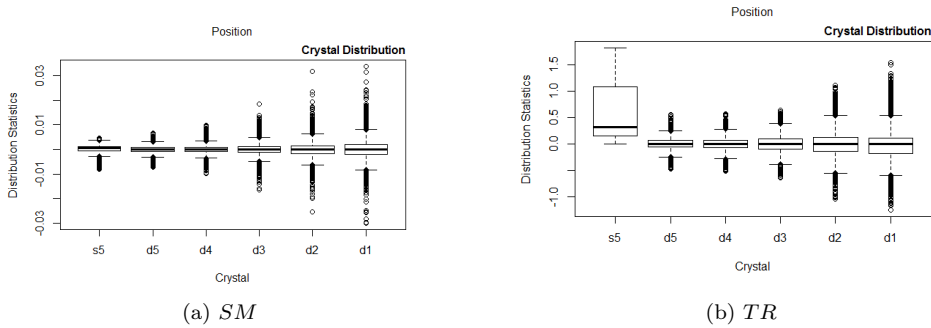 Position
Crystal Distribution
Distribution Statistics
0.03
0.01
-0.01
-0.03
s5 d5 d4 d3 d2 d1
Crystal
(a) SM
Position
Crystal Distribution
Distribution Statistics
1.5
1.0
0.5
0.0
-1.0
s5 d5 d4 d3 d2 d1
Crystal
(b) TR